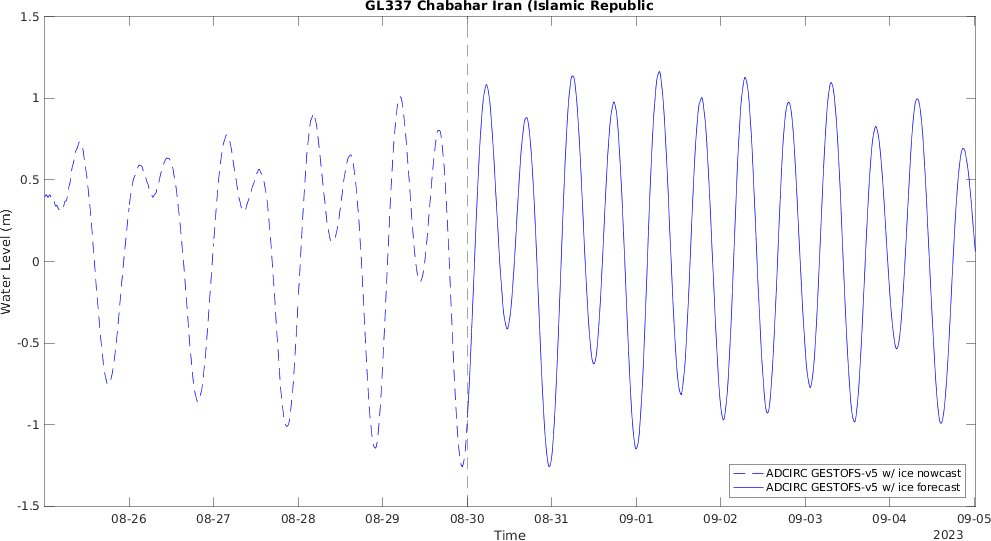 GL337 Chabahar Iran (Islamic Republic
1.5
1
0.5
0
-0.5
-1
-1.5
Water Level (m)
ADCIRC GESTOFS-v5 w/ ice nowcast
ADCIRC GESTOFS-v5 w/ ice forecast
08-26 08-27 08-28 08-29 08-30 08-31 09-01 09-02 09-03 09-04 09-05
Time
2023